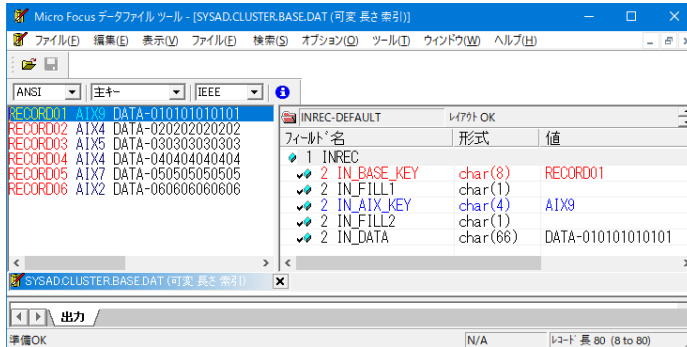 Micro Focus データファイル ツール - [SYSAD.CLUSTER.BASE.DAT (可変 長さ 索引)]
ファイル(F) 編集(E) 表示(V) ファイル(F) 検索(S) オプション(O) ツール(T) ウィンドウ(W) ヘルプ(H)
ANSI 主キー IEEE
RECORD01 AIX9 DATA-010101010101
RECORD02 AIX4 DATA-020202020202
RECORD03 AIX5 DATA-030303030303
RECORD04 AIX4 DATA-040404040404
RECORD05 AIX7 DATA-050505050505
RECORD06 AIX2 DATA-060606060606
INREC-DEFAULT レイアウト OK
フィールド名 形式 値
1 INREC
2 IN_BASE_KEY char(8) RECORD01
2 IN_FILL1 char(1)
2 IN_AIX_KEY char(4) AIX9
2 IN_FILL2 char(1)
2 IN_DATA char(66) DATA-010101010101
SYSAD.CLUSTER.BASE.DAT (可変 長さ 索引)
出力
準備OK N/A レコード 長 80 (8 to 80)